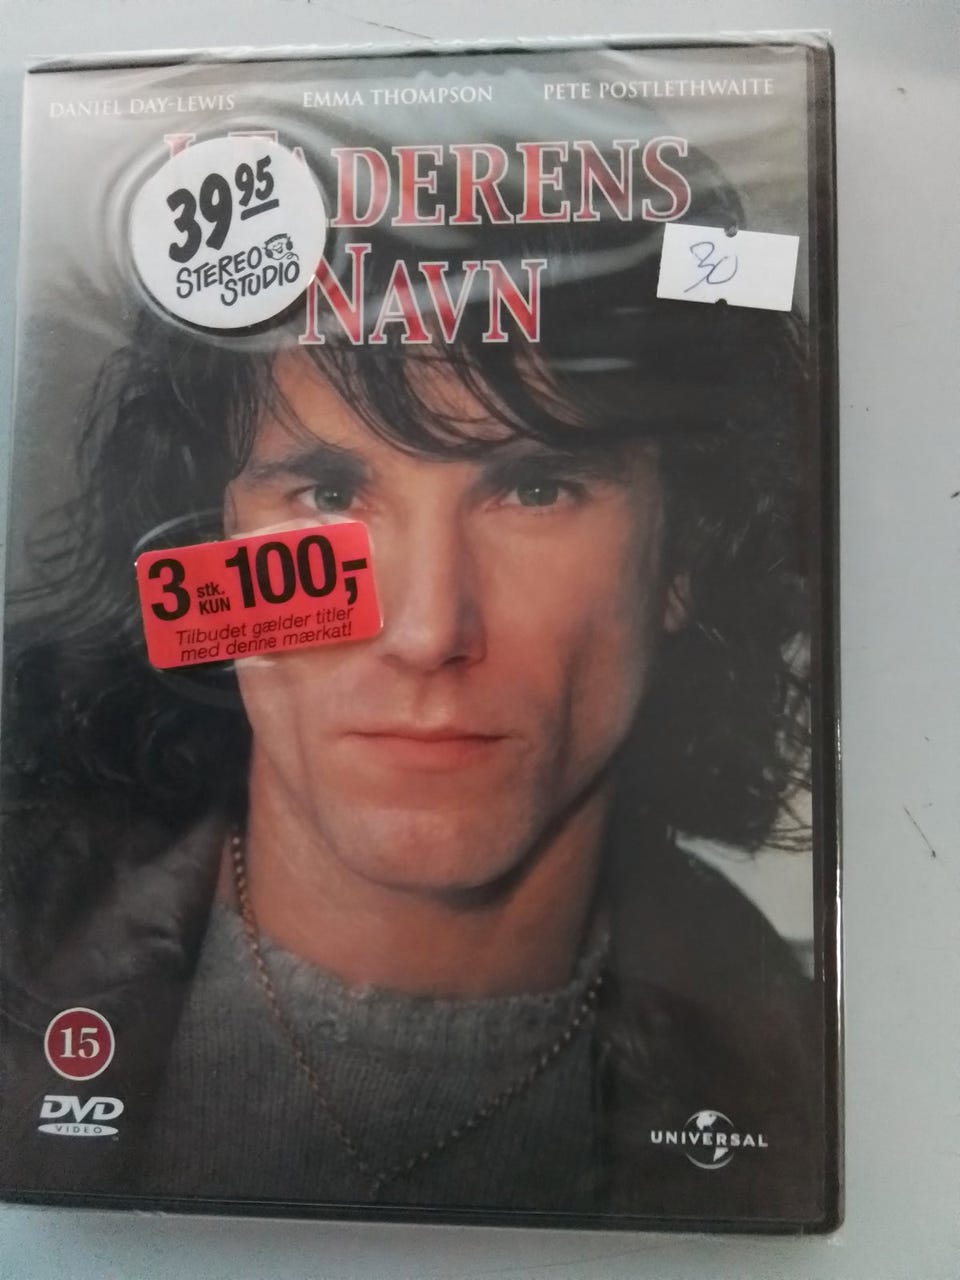 DANIEL DAY-LEWIS EMMA THOMPSON PETE POSTLETHWAITE
I FADERENS
NAVN
39.95
STEREO
STUDIO
30
3 stk. KUN 100,-
Tilbudet gælder titler
med denne mærkat!
15
DVD
VIDEO
UNIVERSAL